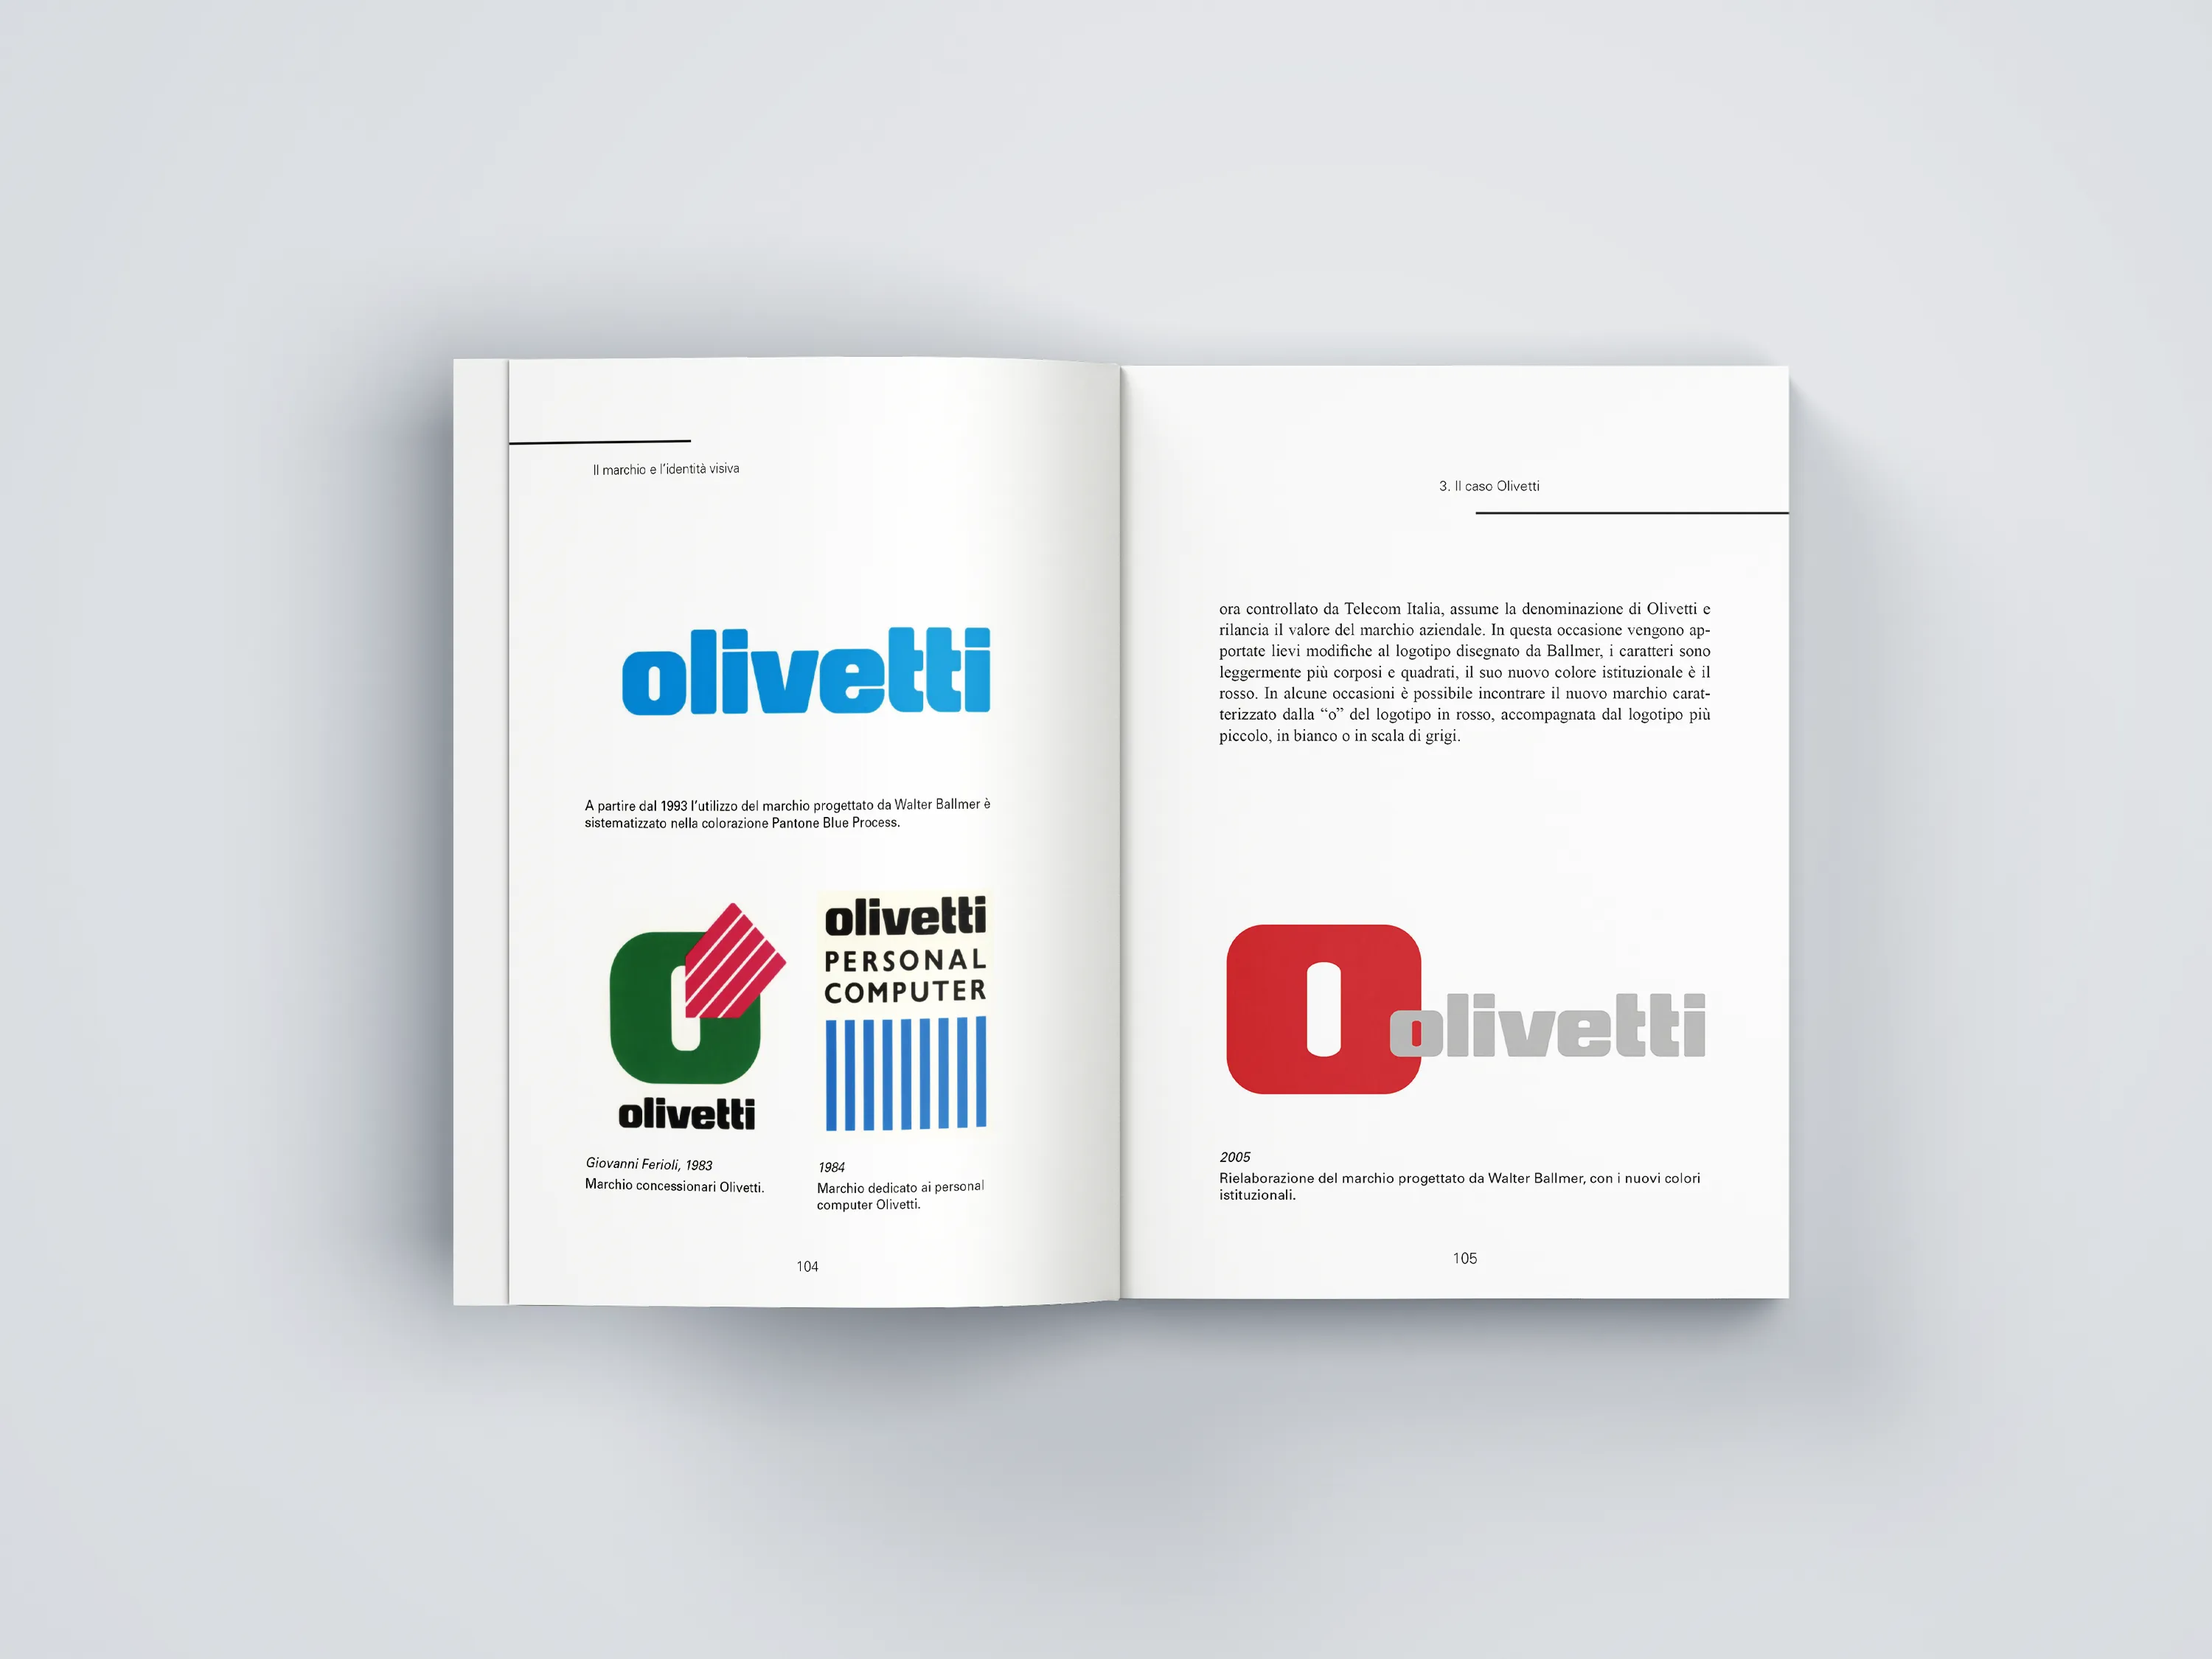 Il marchio e l'identità visiva
olivetti
A partire dal 1993 l'utilizzo del marchio progettato da Walter Ballmer è
sistematizzato nella colorazione Pantone Blue Process.
olivetti
Giovanni Ferioli, 1983
Marchio concessionari Olivetti.
olivetti
PERSONAL
COMPUTER
1984
Marchio dedicato ai personal
computer Olivetti.
104
3. Il caso Olivetti
ora controllato da Telecom Italia, assume la denominazione di Olivetti e
rilancia il valore del marchio aziendale. In questa occasione vengono ap-
portate lievi modifiche al logotipo disegnato da Ballmer, i caratteri sono
leggermente più corposi e quadrati, il suo nuovo colore istituzionale è il
rosso. In alcune occasioni è possibile incontrare il nuovo marchio carat-
terizzato dalla “o” del logotipo in rosso, accompagnata dal logotipo più
piccolo, in bianco o in scala di grigi.
o
olivetti
2005
Rielaborazione del marchio progettato da Walter Ballmer, con i nuovi colori
istituzionali.
105